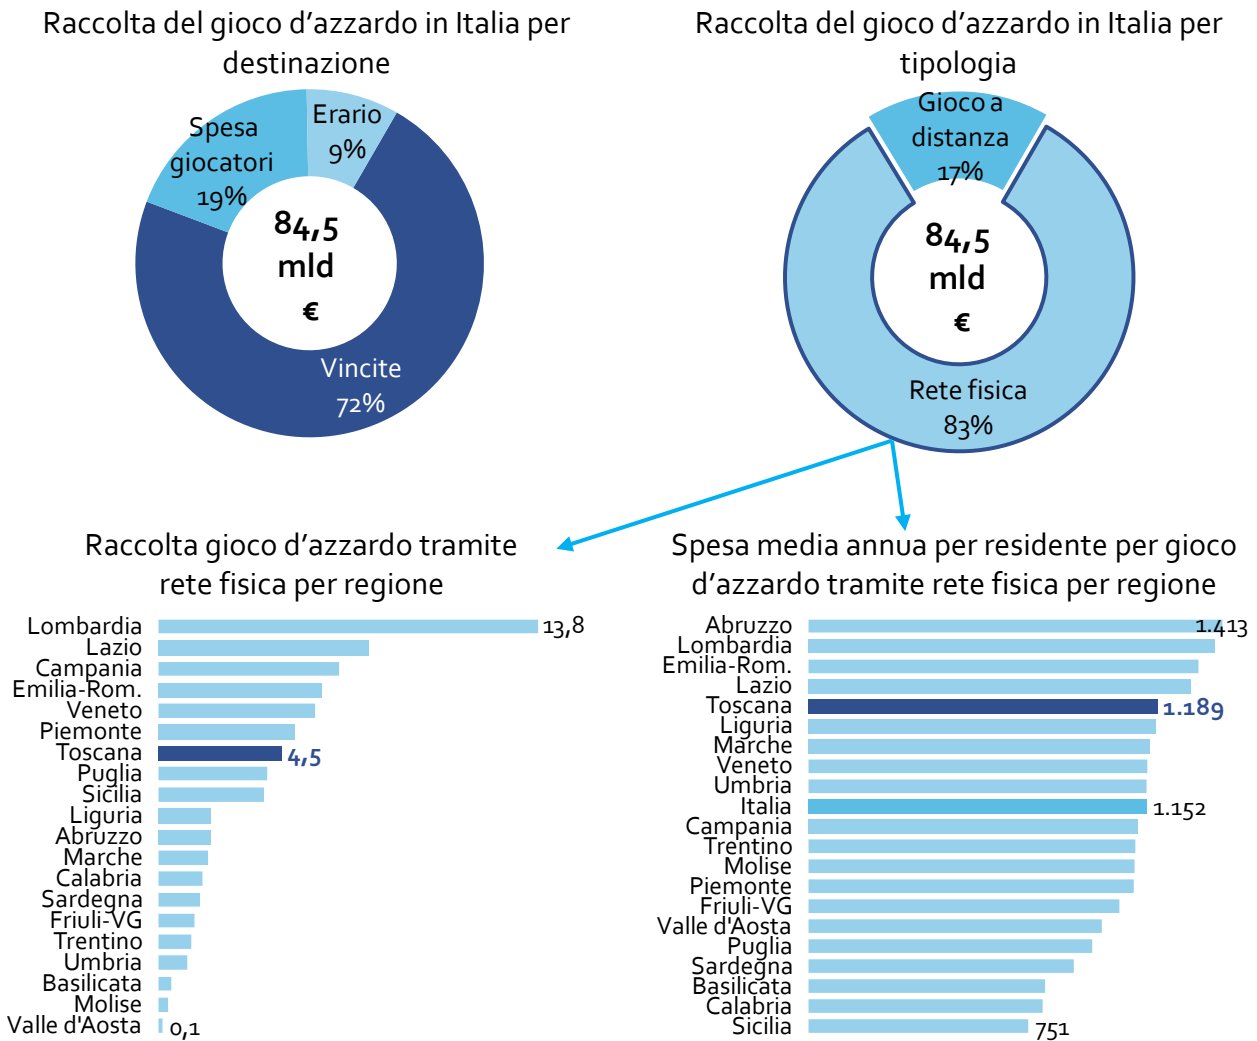 Raccolta del gioco d'azzardo in Italia per
destinazione
Erario
9%
Spesa
giocatori
19%
84,5
mld
€
Vincite
72%
Raccolta del gioco d'azzardo in Italia per
tipologia
Gioco a
distanza
17%
84,5
mld
€
Rete fisica
83%
Raccolta gioco d'azzardo tramite
rete fisica per regione
Lombardia 13,8
Lazio
Campania
Emilia-Rom.
Veneto
Piemonte
Toscana 4,5
Puglia
Sicilia
Liguria
Abruzzo
Marche
Calabria
Sardegna
Friuli-VG
Trentino
Umbria
Basilicata
Molise
Valle d'Aosta 0,1
Spesa media annua per residente per gioco
d'azzardo tramite rete fisica per regione
Abruzzo 1.413
Lombardia
Emilia-Rom.
Lazio
Toscana 1.189
Liguria
Marche
Veneto
Umbria
Italia 1.152
Campania
Trentino
Molise
Piemonte
Friuli-VG
Valle d'Aosta
Puglia
Sardegna
Basilicata
Calabria
Sicilia 751